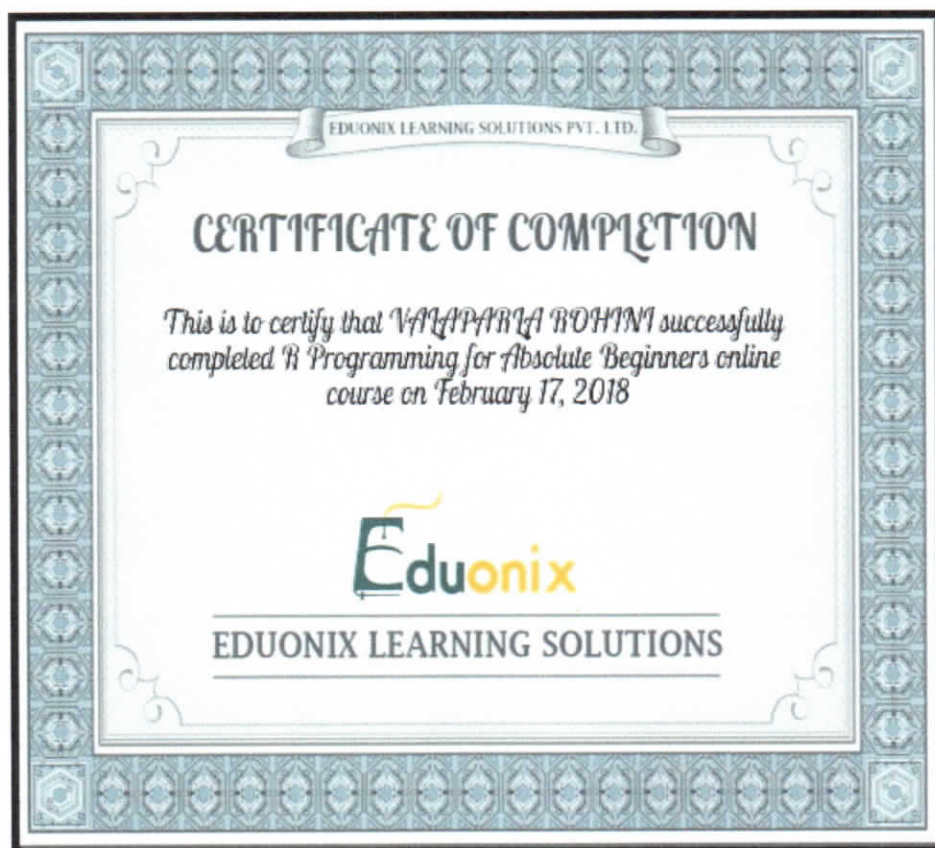 EDUONIX LEARNING SOLUTIONS PVT. LTD.
CERTIFICATE OF COMPLETION
This is to certify that VALAPARLA ROHINI successfully
completed R Programming for Absolute Beginners online
course on February 17, 2018
Eduonix
EDUONIX LEARNING SOLUTIONS